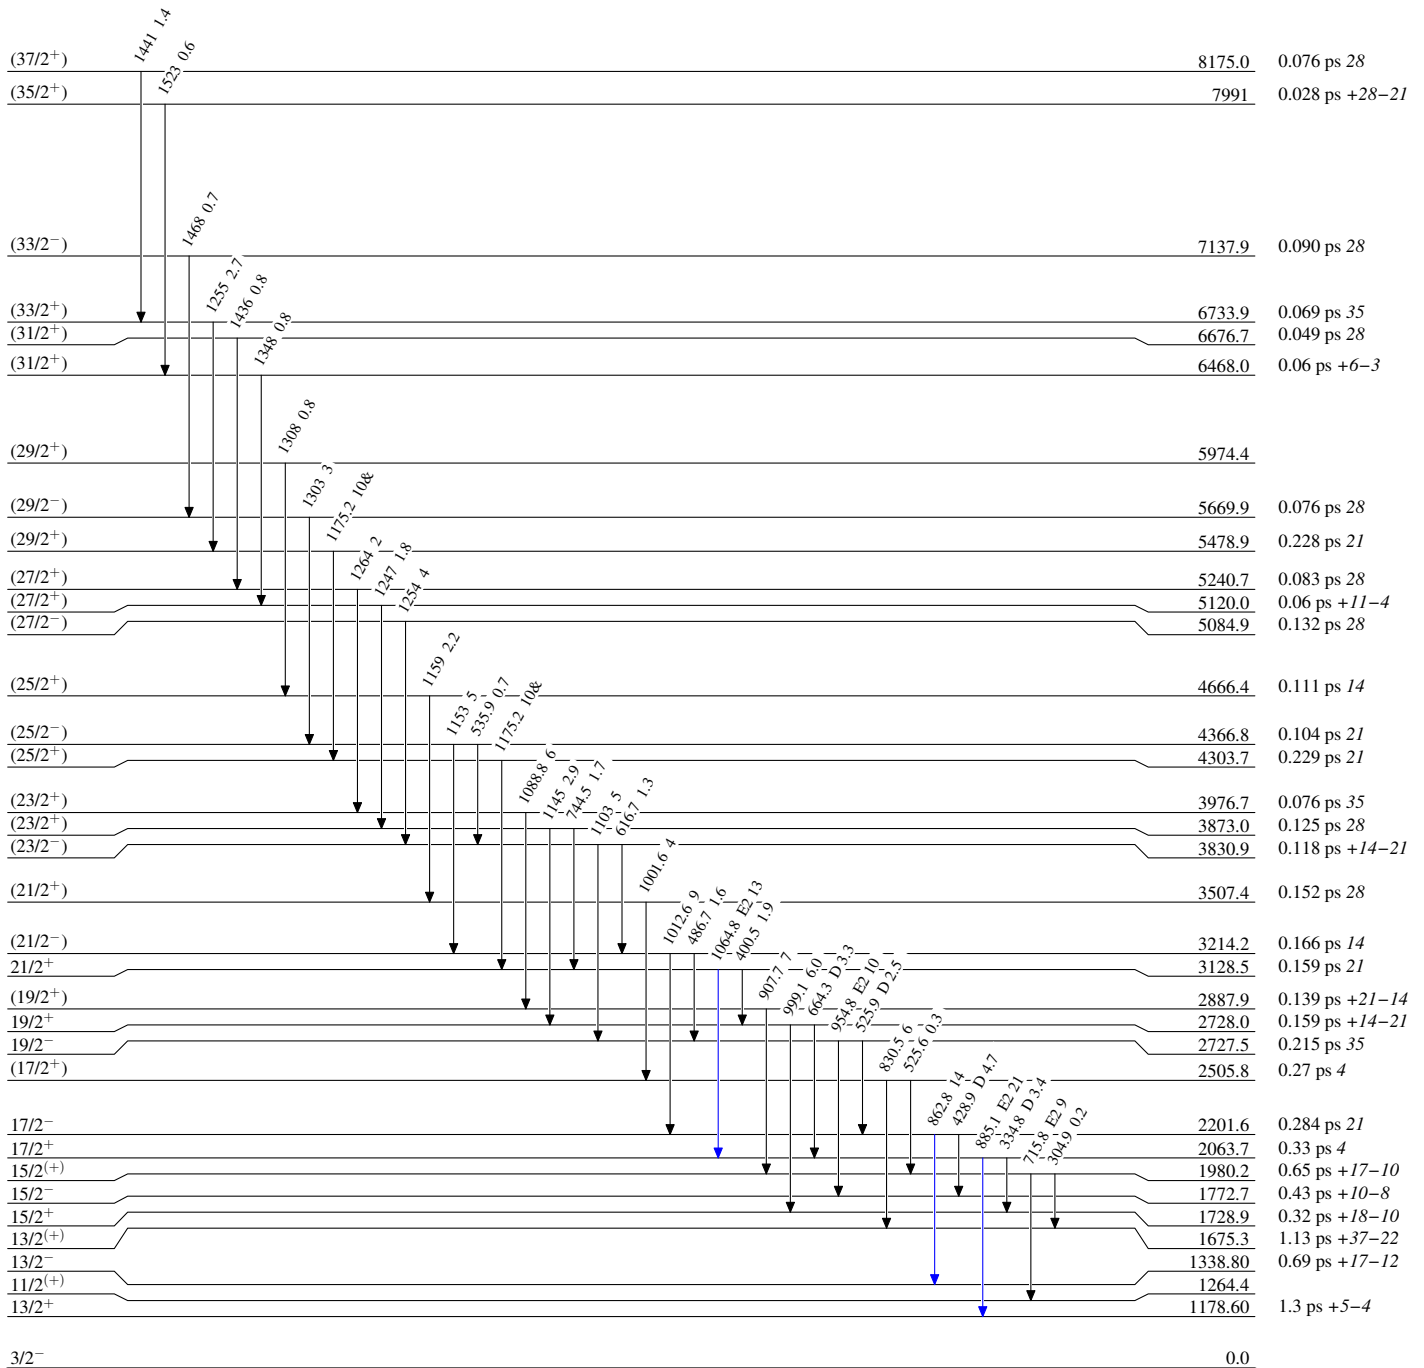 1441 1.4
1523 0.6
(37/2+) 8175.0 0.076 ps 28
(35/2+) 7991 0.028 ps +28−21
1468 0.7
(33/2−) 7137.9 0.090 ps 28
1255 2.7
1436 0.8
1348 0.8
(33/2+) 6733.9 0.069 ps 35
(31/2+) 6676.7 0.049 ps 28
(31/2+) 6468.0 0.06 ps +6−3
1308 0.8
(29/2+) 5974.4
1303 3
1175.2 10&
(29/2−) 5669.9 0.076 ps 28
(29/2+) 5478.9 0.228 ps 21
1264 2
1247 1.8
1254 4
(27/2+) 5240.7 0.083 ps 28
(27/2+) 5120.0 0.06 ps +11−4
(27/2−) 5084.9 0.132 ps 28
1159 2.2
(25/2+) 4666.4 0.111 ps 14
1153 5
535.9 0.7
1175.2 10&
(25/2−) 4366.8 0.104 ps 21
(25/2+) 4303.7 0.229 ps 21
1088.8 6
1145 2.9
744.5 1.7
1103 5
616.7 1.3
(23/2+) 3976.7 0.076 ps 35
(23/2+) 3873.0 0.125 ps 28
(23/2−) 3830.9 0.118 ps +14−21
1001.6 4
(21/2+) 3507.4 0.152 ps 28
1012.6 9
486.7 1.6
1064.8 E2 13
400.5 1.9
(21/2−) 3214.2 0.166 ps 14
21/2+ 3128.5 0.159 ps 21
907.7 7
999.1 6.0
664.3 D 3.3
954.8 E2 10
525.9 D 2.5
(19/2+) 2887.9 0.139 ps +21−14
19/2+ 2728.0 0.159 ps +14−21
19/2− 2727.5 0.215 ps 35
830.5 6
525.6 0.3
(17/2+) 2505.8 0.27 ps 4
862.8 14
428.9 D 4.7
885.1 E2 21
334.8 D 3.4
715.8 E2 9
304.9 0.2
17/2− 2201.6 0.284 ps 21
17/2+ 2063.7 0.33 ps 4
15/2(+) 1980.2 0.65 ps +17−10
15/2− 1772.7 0.43 ps +10−8
15/2+ 1728.9 0.32 ps +18−10
13/2(+) 1675.3 1.13 ps +37−22
13/2− 1338.80 0.69 ps +17−12
11/2(+) 1264.4
13/2+ 1178.60 1.3 ps +5−4
3/2− 0.0